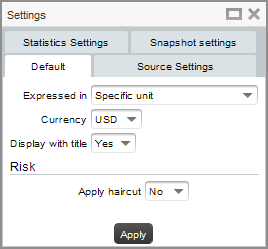 Settings
Statistics Settings Snapshot settings
Default Source Settings
Expressed in Specific unit
Currency USD
Display with title Yes
Risk
Apply haircut No
Apply